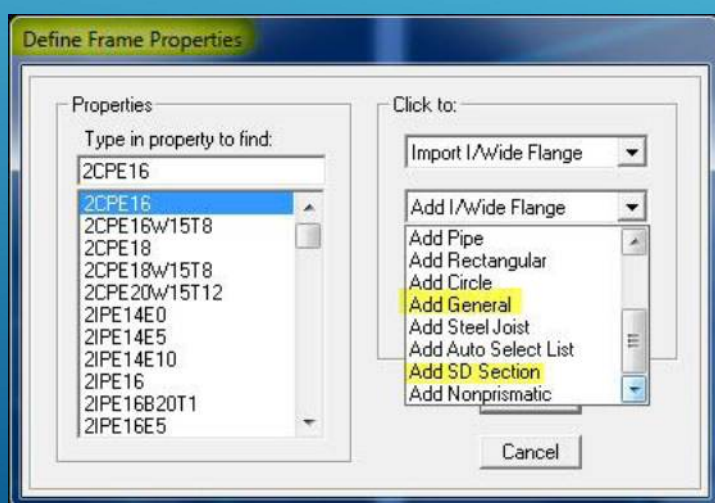 Define Frame Properties
Properties
Type in property to find:
2CPE16
2CPE16
2CPE16W15T8
2CPE18
2CPE18W15T8
2CPE20W15T12
2IPE14E0
2IPE14E5
2IPE14E10
2IPE16
2IPE16B20T1
2IPE16E5
Click to:
Import I/Wide Flange
Add I/Wide Flange
Add Pipe
Add Rectangular
Add Circle
Add General
Add Steel Joist
Add Auto Select List
Add SD Section
Add Nonprismatic
Cancel